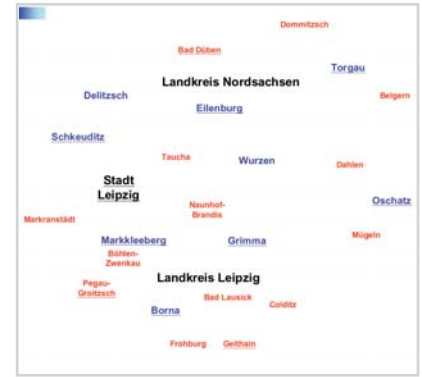 Dommitzsch
Bad Düben
Torgau
Landkreis Nordsachsen
Delitzsch
Belgern
Eilenburg
Schkeuditz
Taucha
Wurzen
Dahlen
Stadt
Leipzig
Naunhof-
Brandis
Oschatz
Markranstädt
Markkleeberg
Grimma
Mügeln
Böhlen-
Zwenkau
Landkreis Leipzig
Pegau-
Groitzsch
Bad Lausick
Colditz
Borna
Frohburg
Geithain